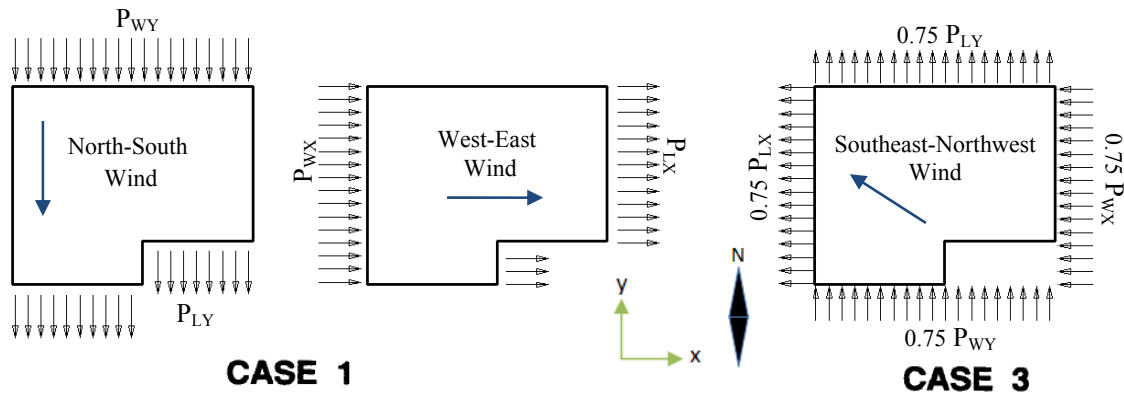 P_WY
North-South
Wind
P_LY
P_WX
West-East
Wind
P_LX
CASE 1
y
x
N
0.75 P_LY
0.75 P_LX
Southeast-Northwest
Wind
0.75 P_WX
0.75 P_WY
CASE 3